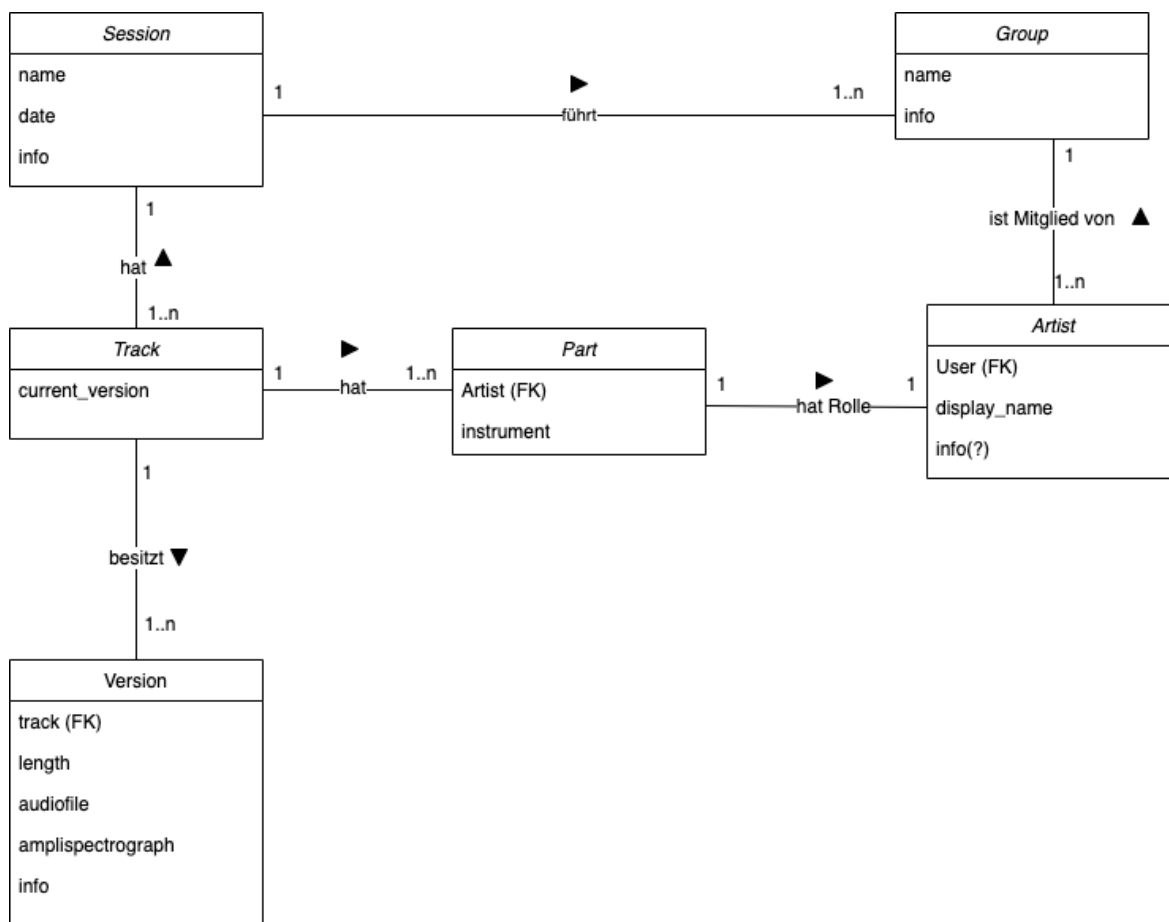 Session
name
date
info
1
führt
1..n
Group
name
info
1
ist Mitglied von
1..n
1
hat
1..n
Track
current_version
1
hat
1..n
Part
Artist (FK)
instrument
1
hat Rolle
1
Artist
User (FK)
display_name
info(?)
1
besitzt
1..n
Version
track (FK)
length
audiofile
amplispectrograph
info